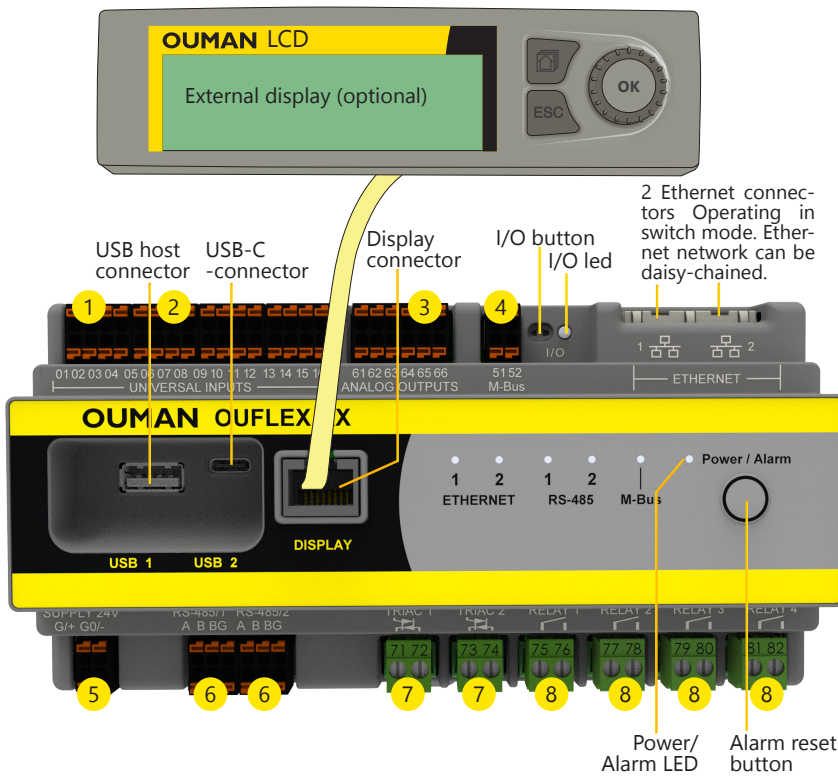 OUMAN LCD
External display (optional)
OK
ESC
2 Ethernet connec-
tors Operating in
switch mode. Ether-
net network can be
daisy-chained.
USB host
connector
USB-C
-connector
Display
connector
I/O button
I/O led
1
2
3
4
I/O
1
2
01 02 03 04 05 06 07 08 09 10 11 12 13 14 15
61 62 63 64 65 66
51 52
UNIVERSAL INPUTS
ANALOG OUTPUTS
M-Bus
ETHERNET
OUMAN OUFLEX
Power / Alarm
1 2 1 2
ETHERNET RS-485 M-Bus
DISPLAY
USB 1 USB 2
SUPPLY 24V RS-485/1 RS-485/2 TRIAC 1 TRIAC 2 RELAY 1 RELAY 2 RELAY 3 RELAY 4
G/+ G0/- A B BG A B BG
71 72 73 74 75 76 77 78 79 80 81 82
5 6 6 7 7 8 8 8 8
Power/
Alarm LED
Alarm reset
button